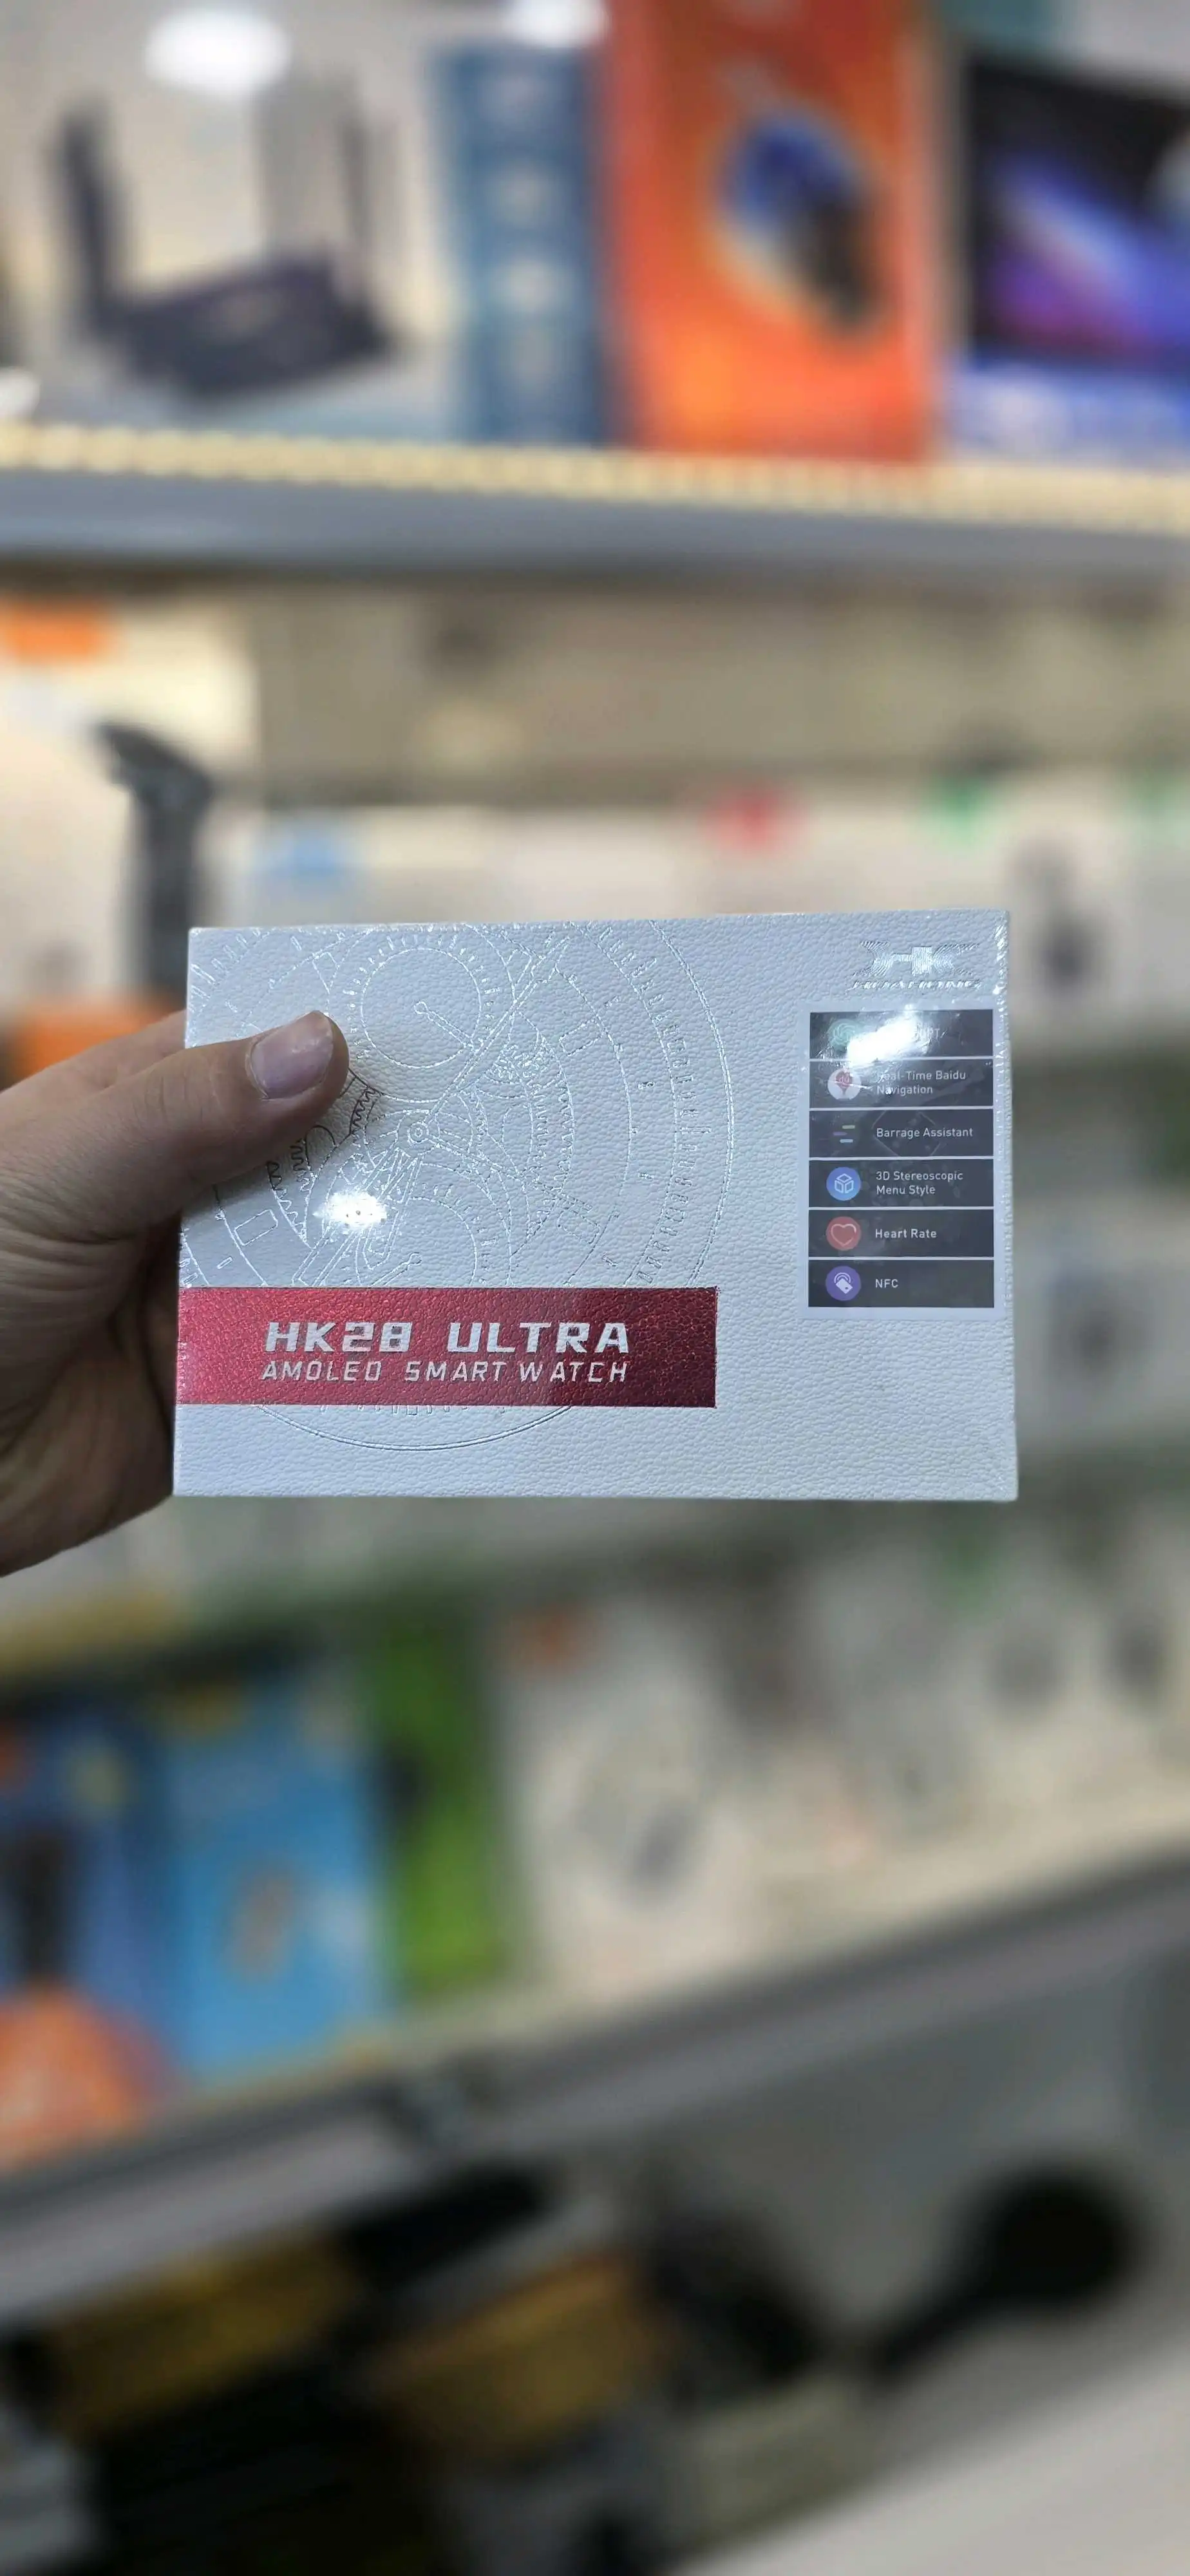 HK28 ULTRA
AMOLED SMART WATCH
Real-Time Baidu
Navigation
Barrage Assistant
3D Stereoscopic
Menu Style
Heart Rate
NFC